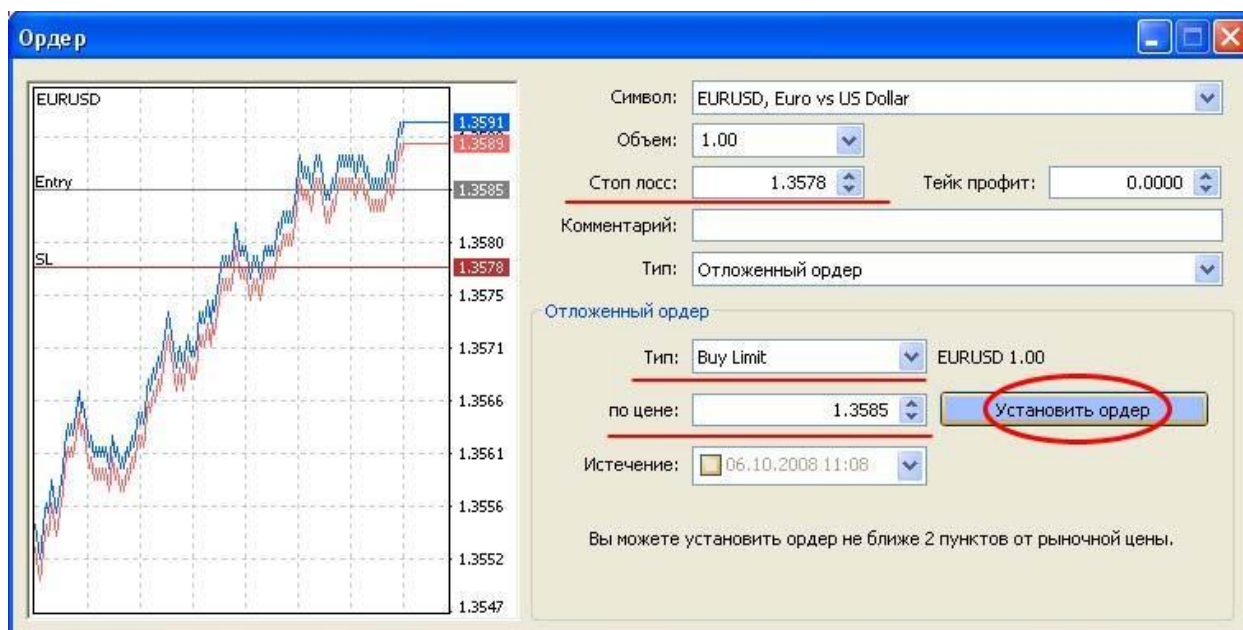 Ордер
EURUSD
1.3591
1.3589
Entry
1.3585
1.3580
SL
1.3578
1.3575
1.3571
1.3566
1.3561
1.3556
1.3552
1.3547
Символ: EURUSD, Euro vs US Dollar
Объем: 1.00
Стоп лосс: 1.3578 Тейк профит: 0.0000
Комментарий:
Тип: Отложенный ордер
Отложенный ордер
Тип: Buy Limit EURUSD 1.00
по цене: 1.3585 Установить ордер
Истечение: 06.10.2008 11:08
Вы можете установить ордер не ближе 2 пунктов от рыночной цены.